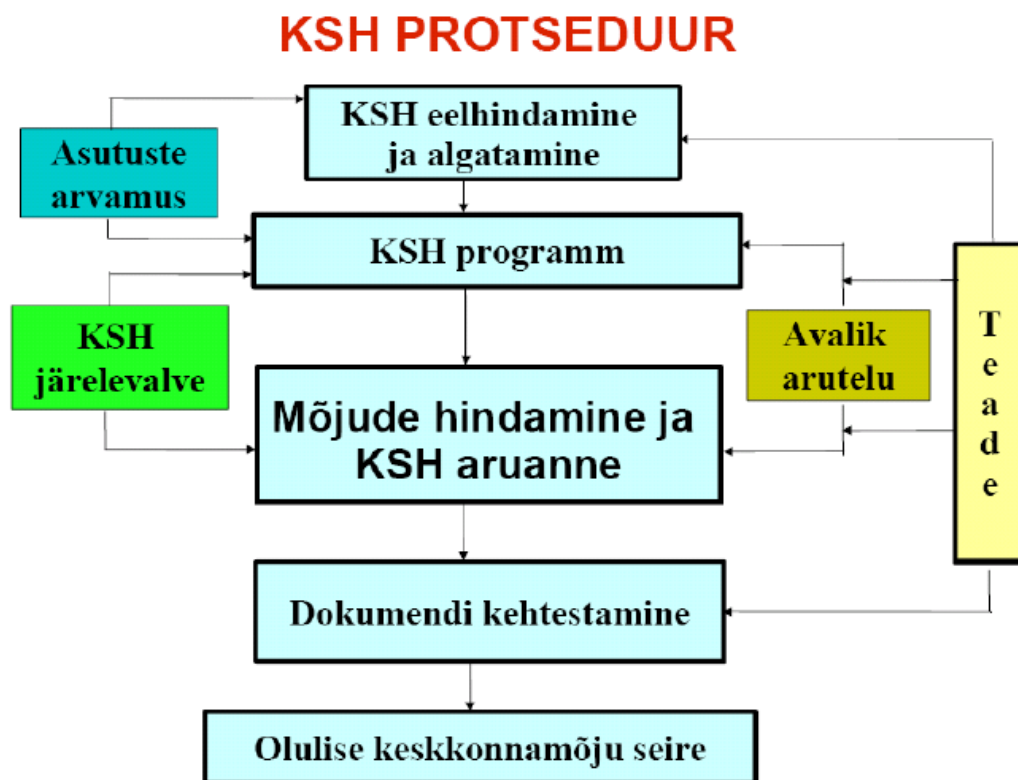 KSH PROTSEDUUR
KSH eelhindamine
ja algatamine
Asutuste
arvamus
KSH programm
KSH
järelevalve
Avalik
arutelu
Teade
Mõjude hindamine ja
KSH aruanne
Dokumendi kehtestamine
Olulise keskkonnamõju seire